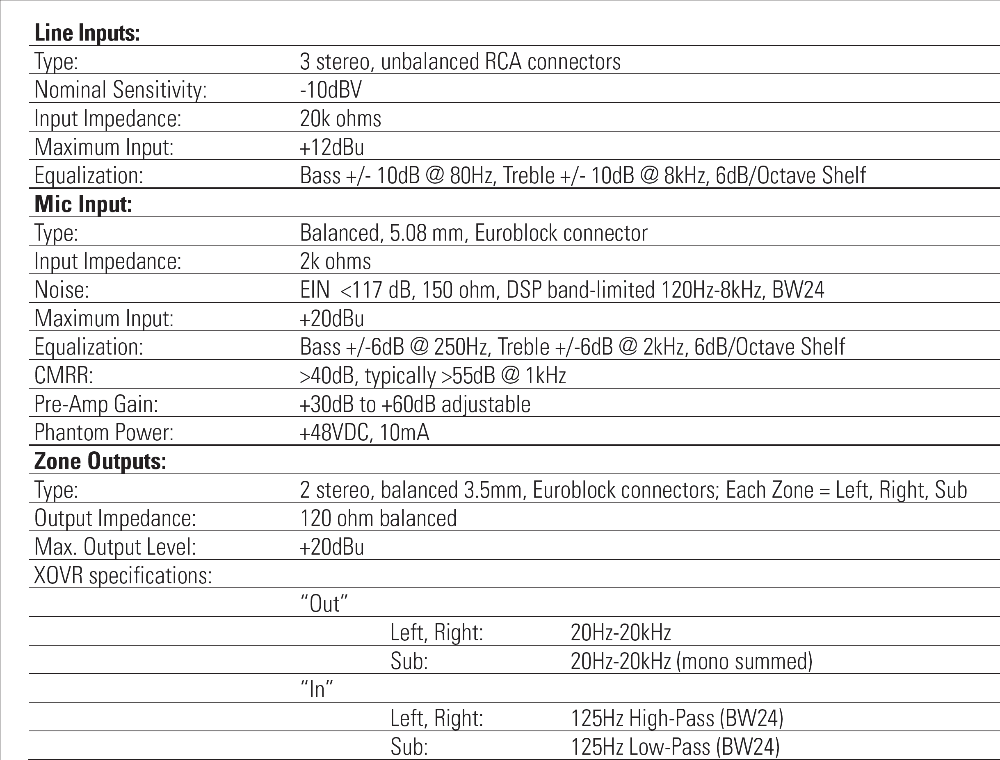 Line Inputs:
Type: 3 stereo, unbalanced RCA connectors
Nominal Sensitivity: -10dBV
Input Impedance: 20k ohms
Maximum Input: +12dBu
Equalization: Bass +/- 10dB @ 80Hz, Treble +/- 10dB @ 8kHz, 6dB/Octave Shelf
Mic Input:
Type: Balanced, 5.08 mm, Euroblock connector
Input Impedance: 2k ohms
Noise: EIN <117 dB, 150 ohm, DSP band-limited 120Hz-8kHz, BW24
Maximum Input: +20dBu
Equalization: Bass +/-6dB @ 250Hz, Treble +/-6dB @ 2kHz, 6dB/Octave Shelf
CMRR: >40dB, typically >55dB @ 1kHz
Pre-Amp Gain: +30dB to +60dB adjustable
Phantom Power: +48VDC, 10mA
Zone Outputs:
Type: 2 stereo, balanced 3.5mm, Euroblock connectors; Each Zone = Left, Right, Sub
Output Impedance: 120 ohm balanced
Max. Output Level: +20dBu
XOVR specifications:
“Out”
Left, Right: 20Hz-20kHz
Sub: 20Hz-20kHz (mono summed)
“In”
Left, Right: 125Hz High-Pass (BW24)
Sub: 125Hz Low-Pass (BW24)